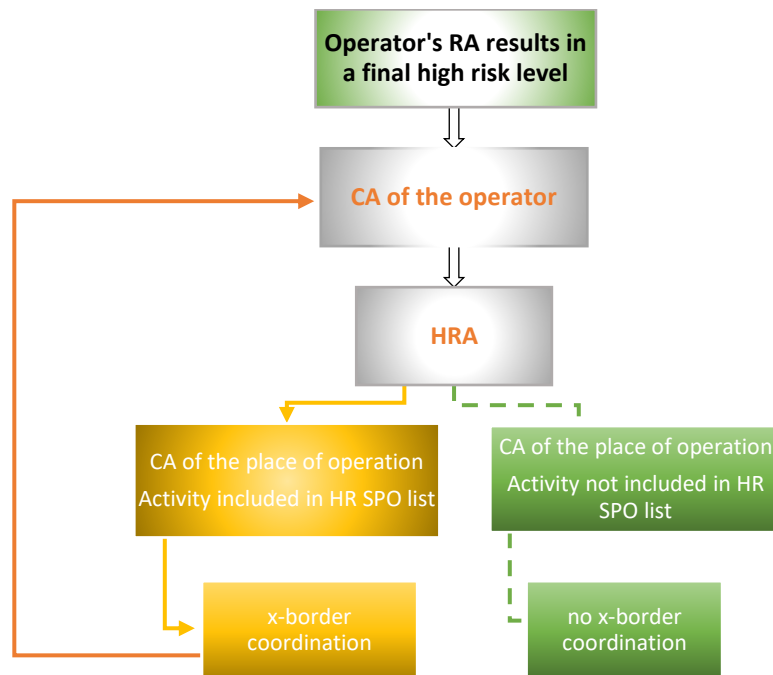 Operator's RA results in
a final high risk level
CA of the operator
HRA
CA of the place of operation
Activity included in HR SPO list
CA of the place of operation
Activity not included in HR
SPO list
x-border
coordination
no x-border
coordination